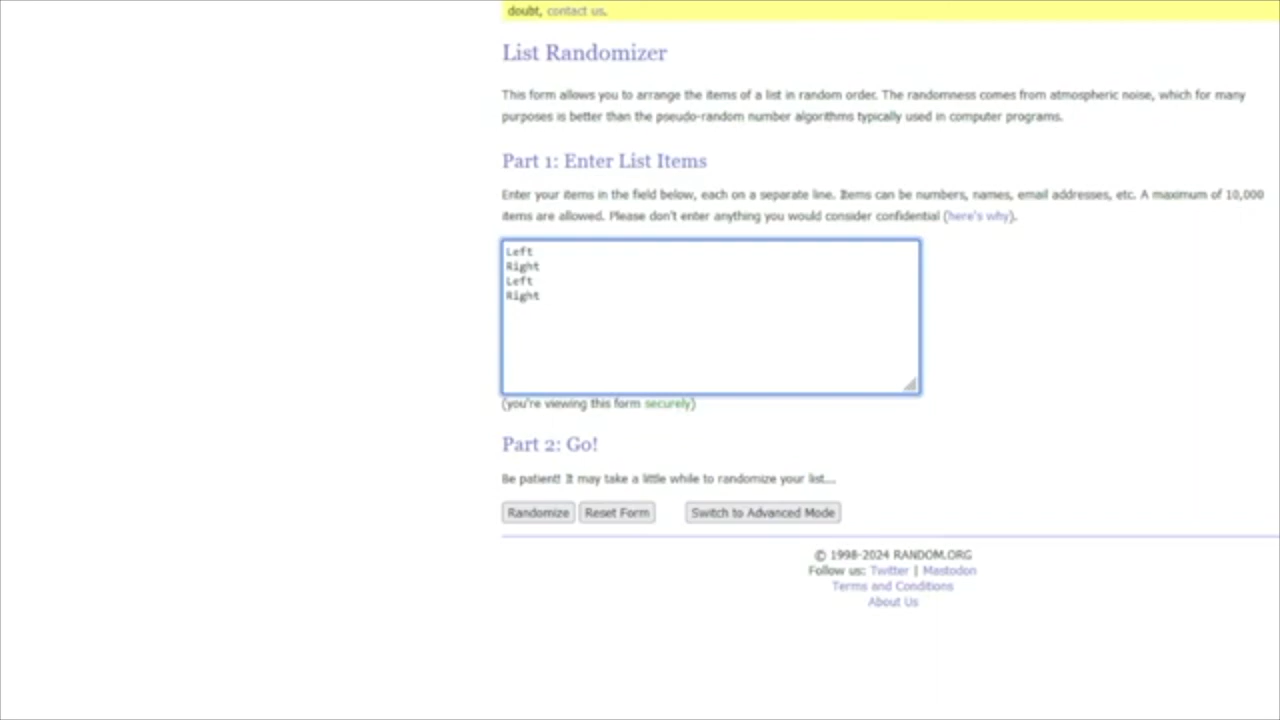 doubt, contact us.
List Randomizer
This form allows you to arrange the items of a list in random order. The randomness comes from atmospheric noise, which for many
purposes is better than the pseudo-random number algorithms typically used in computer programs.
Part 1: Enter List Items
Enter your items in the field below, each on a separate line. Items can be numbers, names, email addresses, etc. A maximum of 10,000
items are allowed. Please don't enter anything you would consider confidential (here's why).
Left
Right
Left
Right
(you're viewing this form securely)
Part 2: Go!
Be patient! It may take a little while to randomize your list...
Randomize Reset Form Switch to Advanced Mode
© 1998-2024 RANDOM.ORG
Follow us: Twitter | Mastodon
Terms and Conditions
About Us